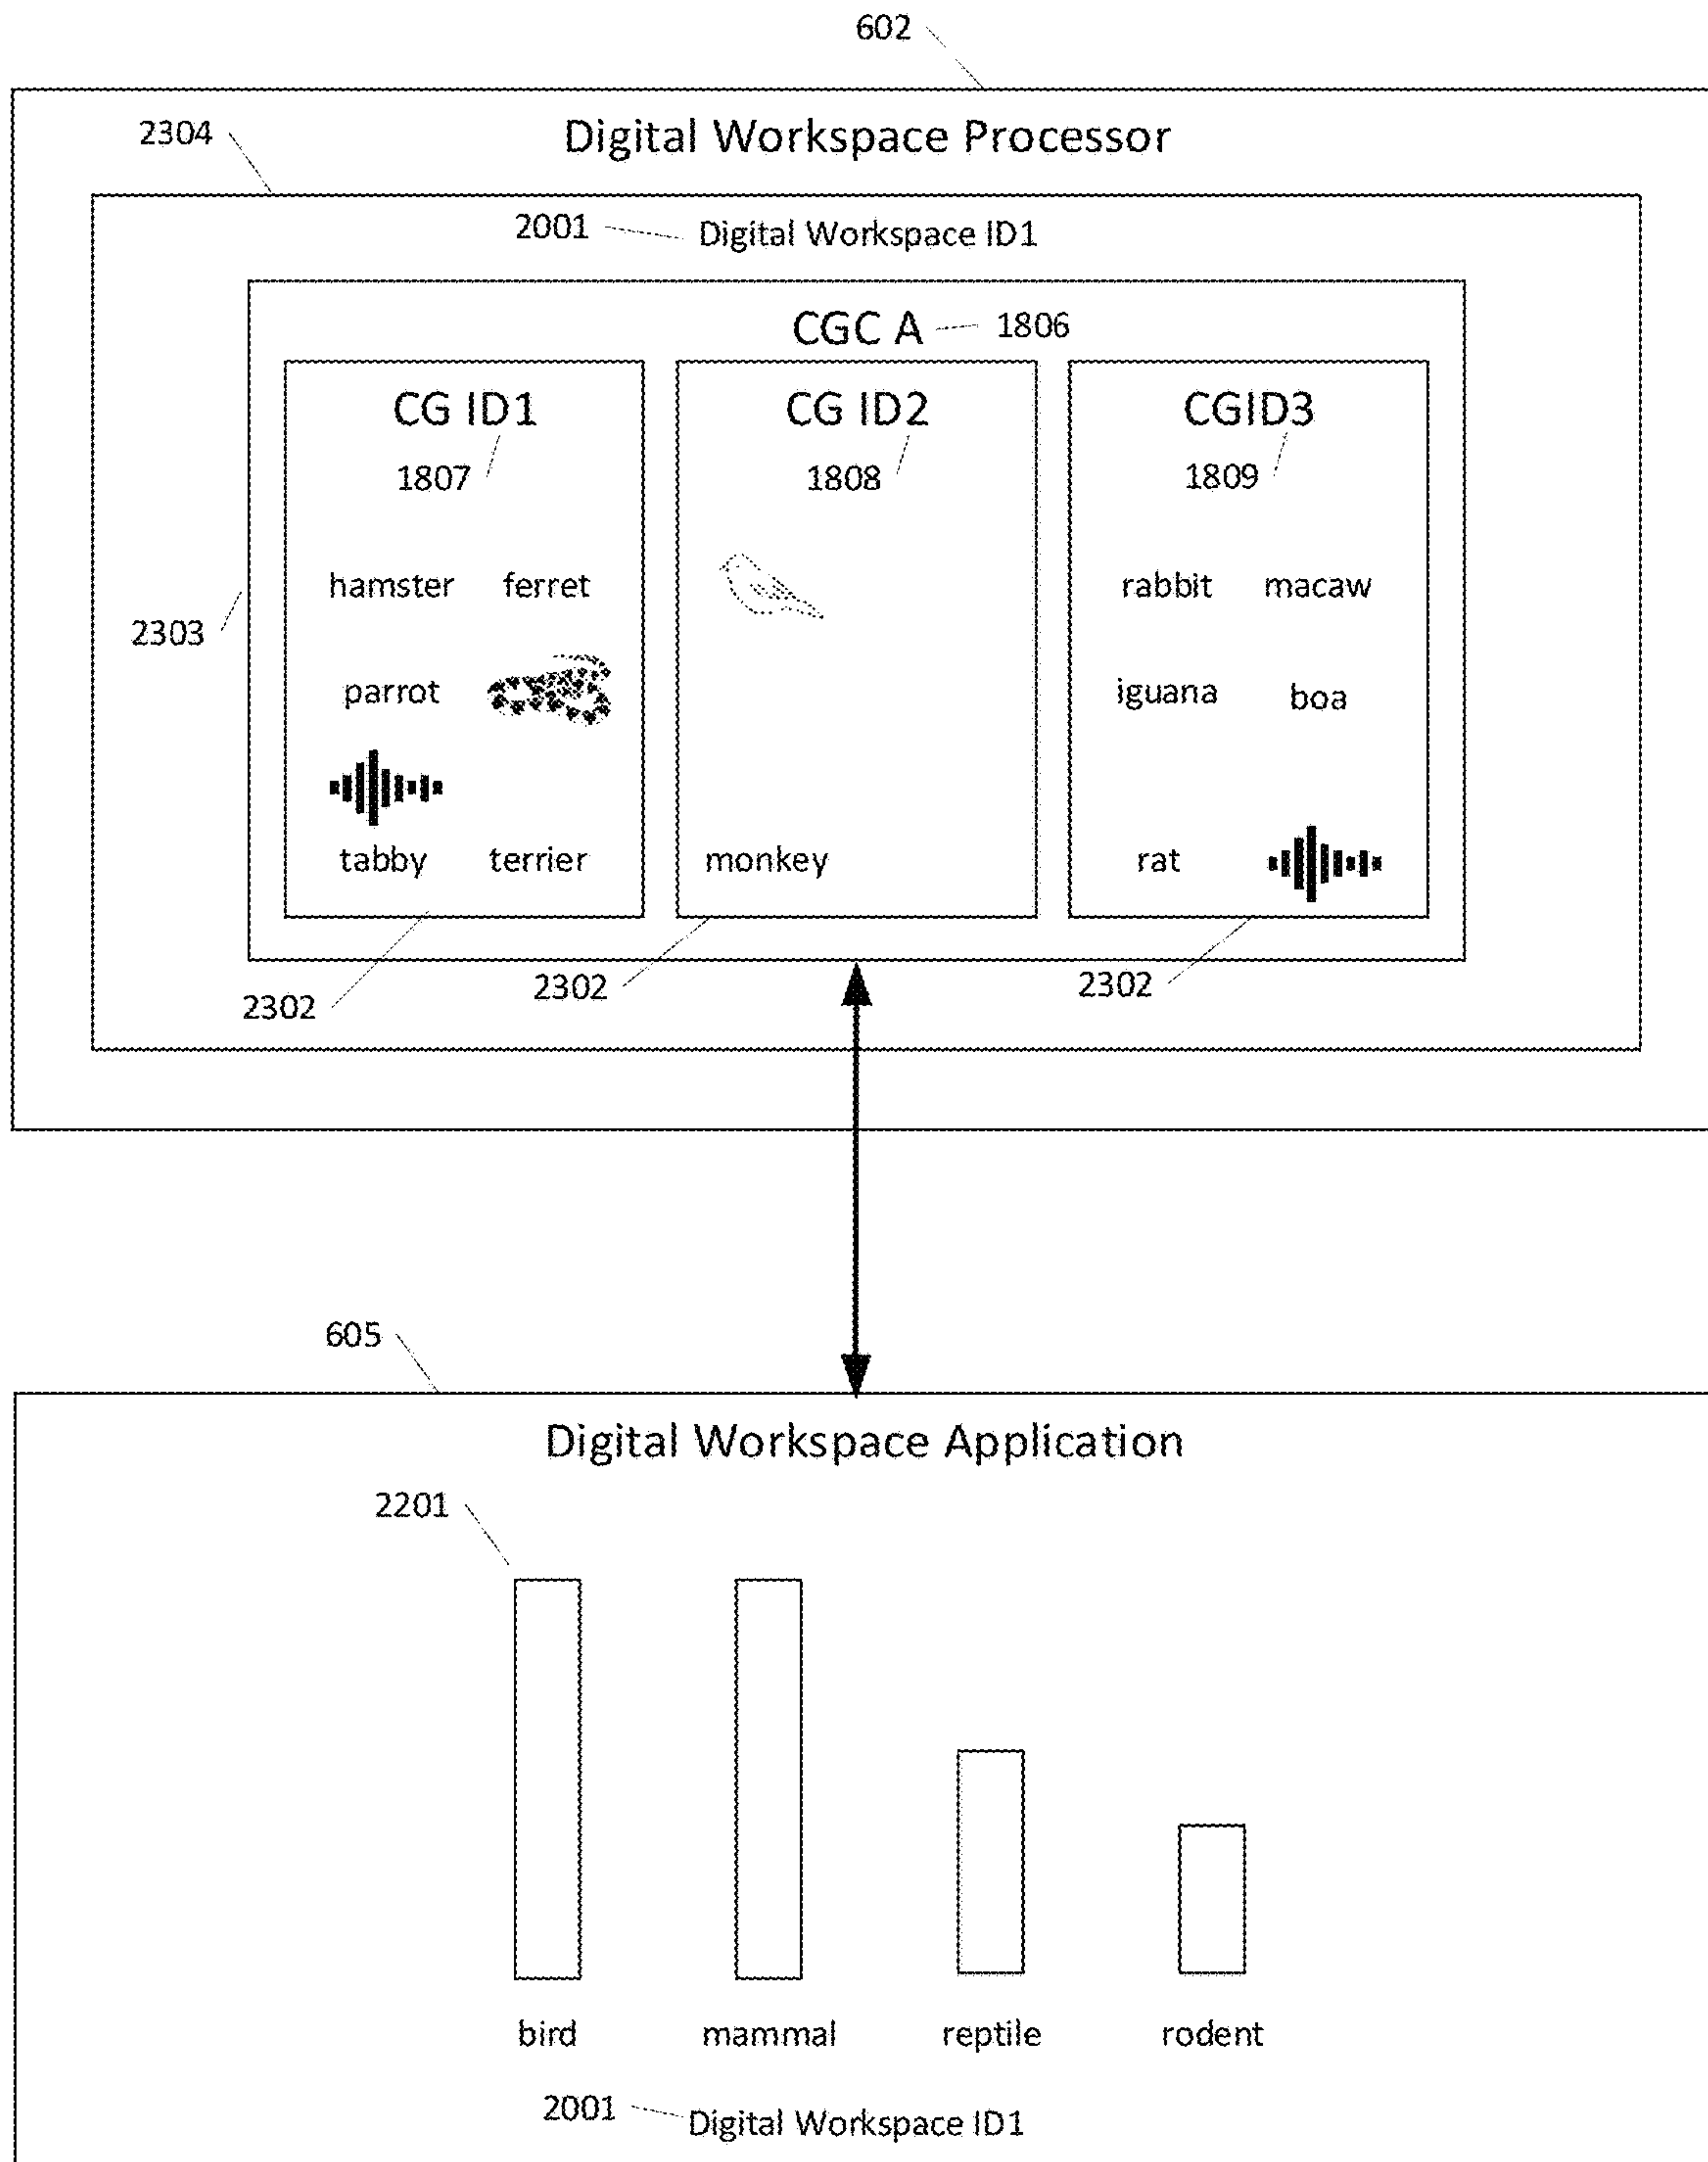 602
2304
Digital Workspace Processor
2001 Digital Workspace ID1
CGC A 1806
CG ID1 CG ID2 CGID3
1807 1808 1809
hamster ferret rabbit macaw
2303
parrot iguana boa
tabby terrier monkey rat
2302 2302 2302
605
Digital Workspace Application
2201
bird mammal reptile rodent
2001 Digital Workspace ID1